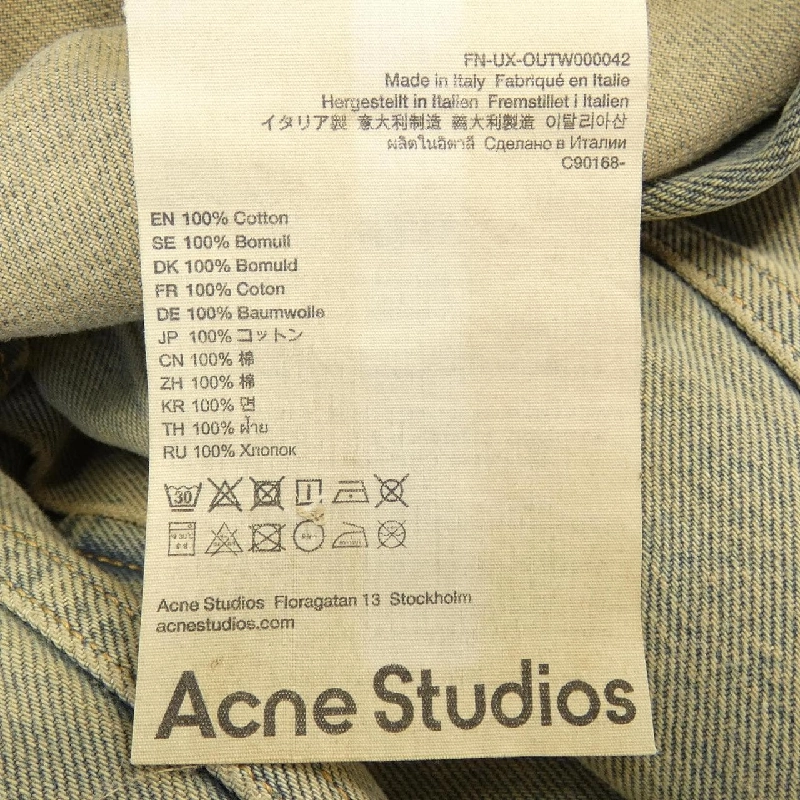 FN-UX-OUTW000042
Made in Italy Fabriqué en Italie
Hergestellt in Italien Fremstillet i Italien
イタリア製 意大利制造 義大利製造 이탈리아산
ผลิตในอิตาลี Сделано в Италии
C90168-
EN 100% Cotton
SE 100% Bomull
DK 100% Bomuld
FR 100% Coton
DE 100% Baumwolle
JP 100% コットン
CN 100% 棉
ZH 100% 棉
KR 100% 면
TH 100% ฝ้าย
RU 100% Хлопок
30
Acne Studios Floragatan 13 Stockholm
acnestudios.com
Acne Studios